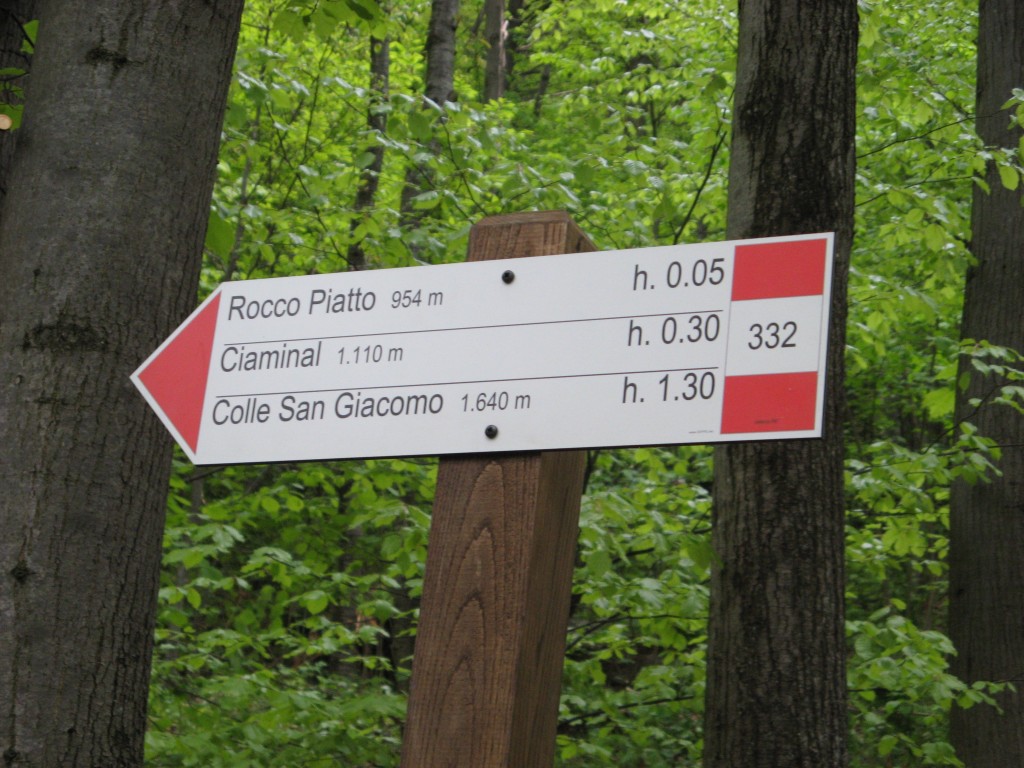 Rocco Piatto 954 m h. 0.05
Ciaminal 1.110 m h. 0.30
Colle San Giacomo 1.640 m h. 1.30
332